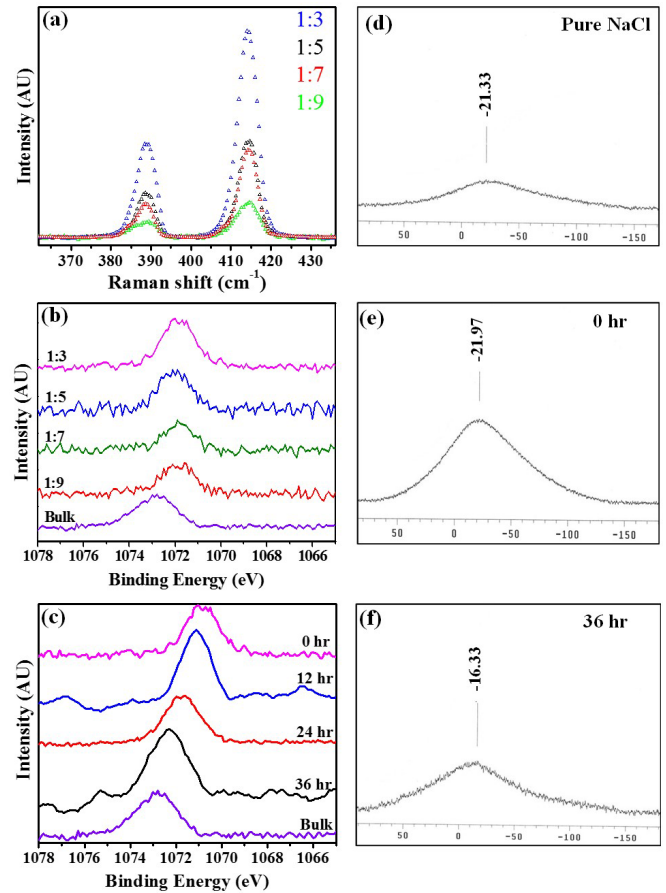 (a)
1:3
1:5
1:7
1:9
Intensity (AU)
370 380 390 400 410 420 430
Raman shift (cm⁻¹)
(b)
1:3
1:5
1:7
1:9
Bulk
Intensity (AU)
1078 1076 1074 1072 1070 1068 1066
Binding Energy (eV)
(c)
0 hr
12 hr
24 hr
36 hr
Bulk
Intensity (AU)
1078 1076 1074 1072 1070 1068 1066
Binding Energy (eV)
(d)
Pure NaCl
-21.33
50 0 -50 -100 -150
(e)
0 hr
-21.97
50 0 -50 -100 -150
(f)
36 hr
-16.33
50 0 -50 -100 -150